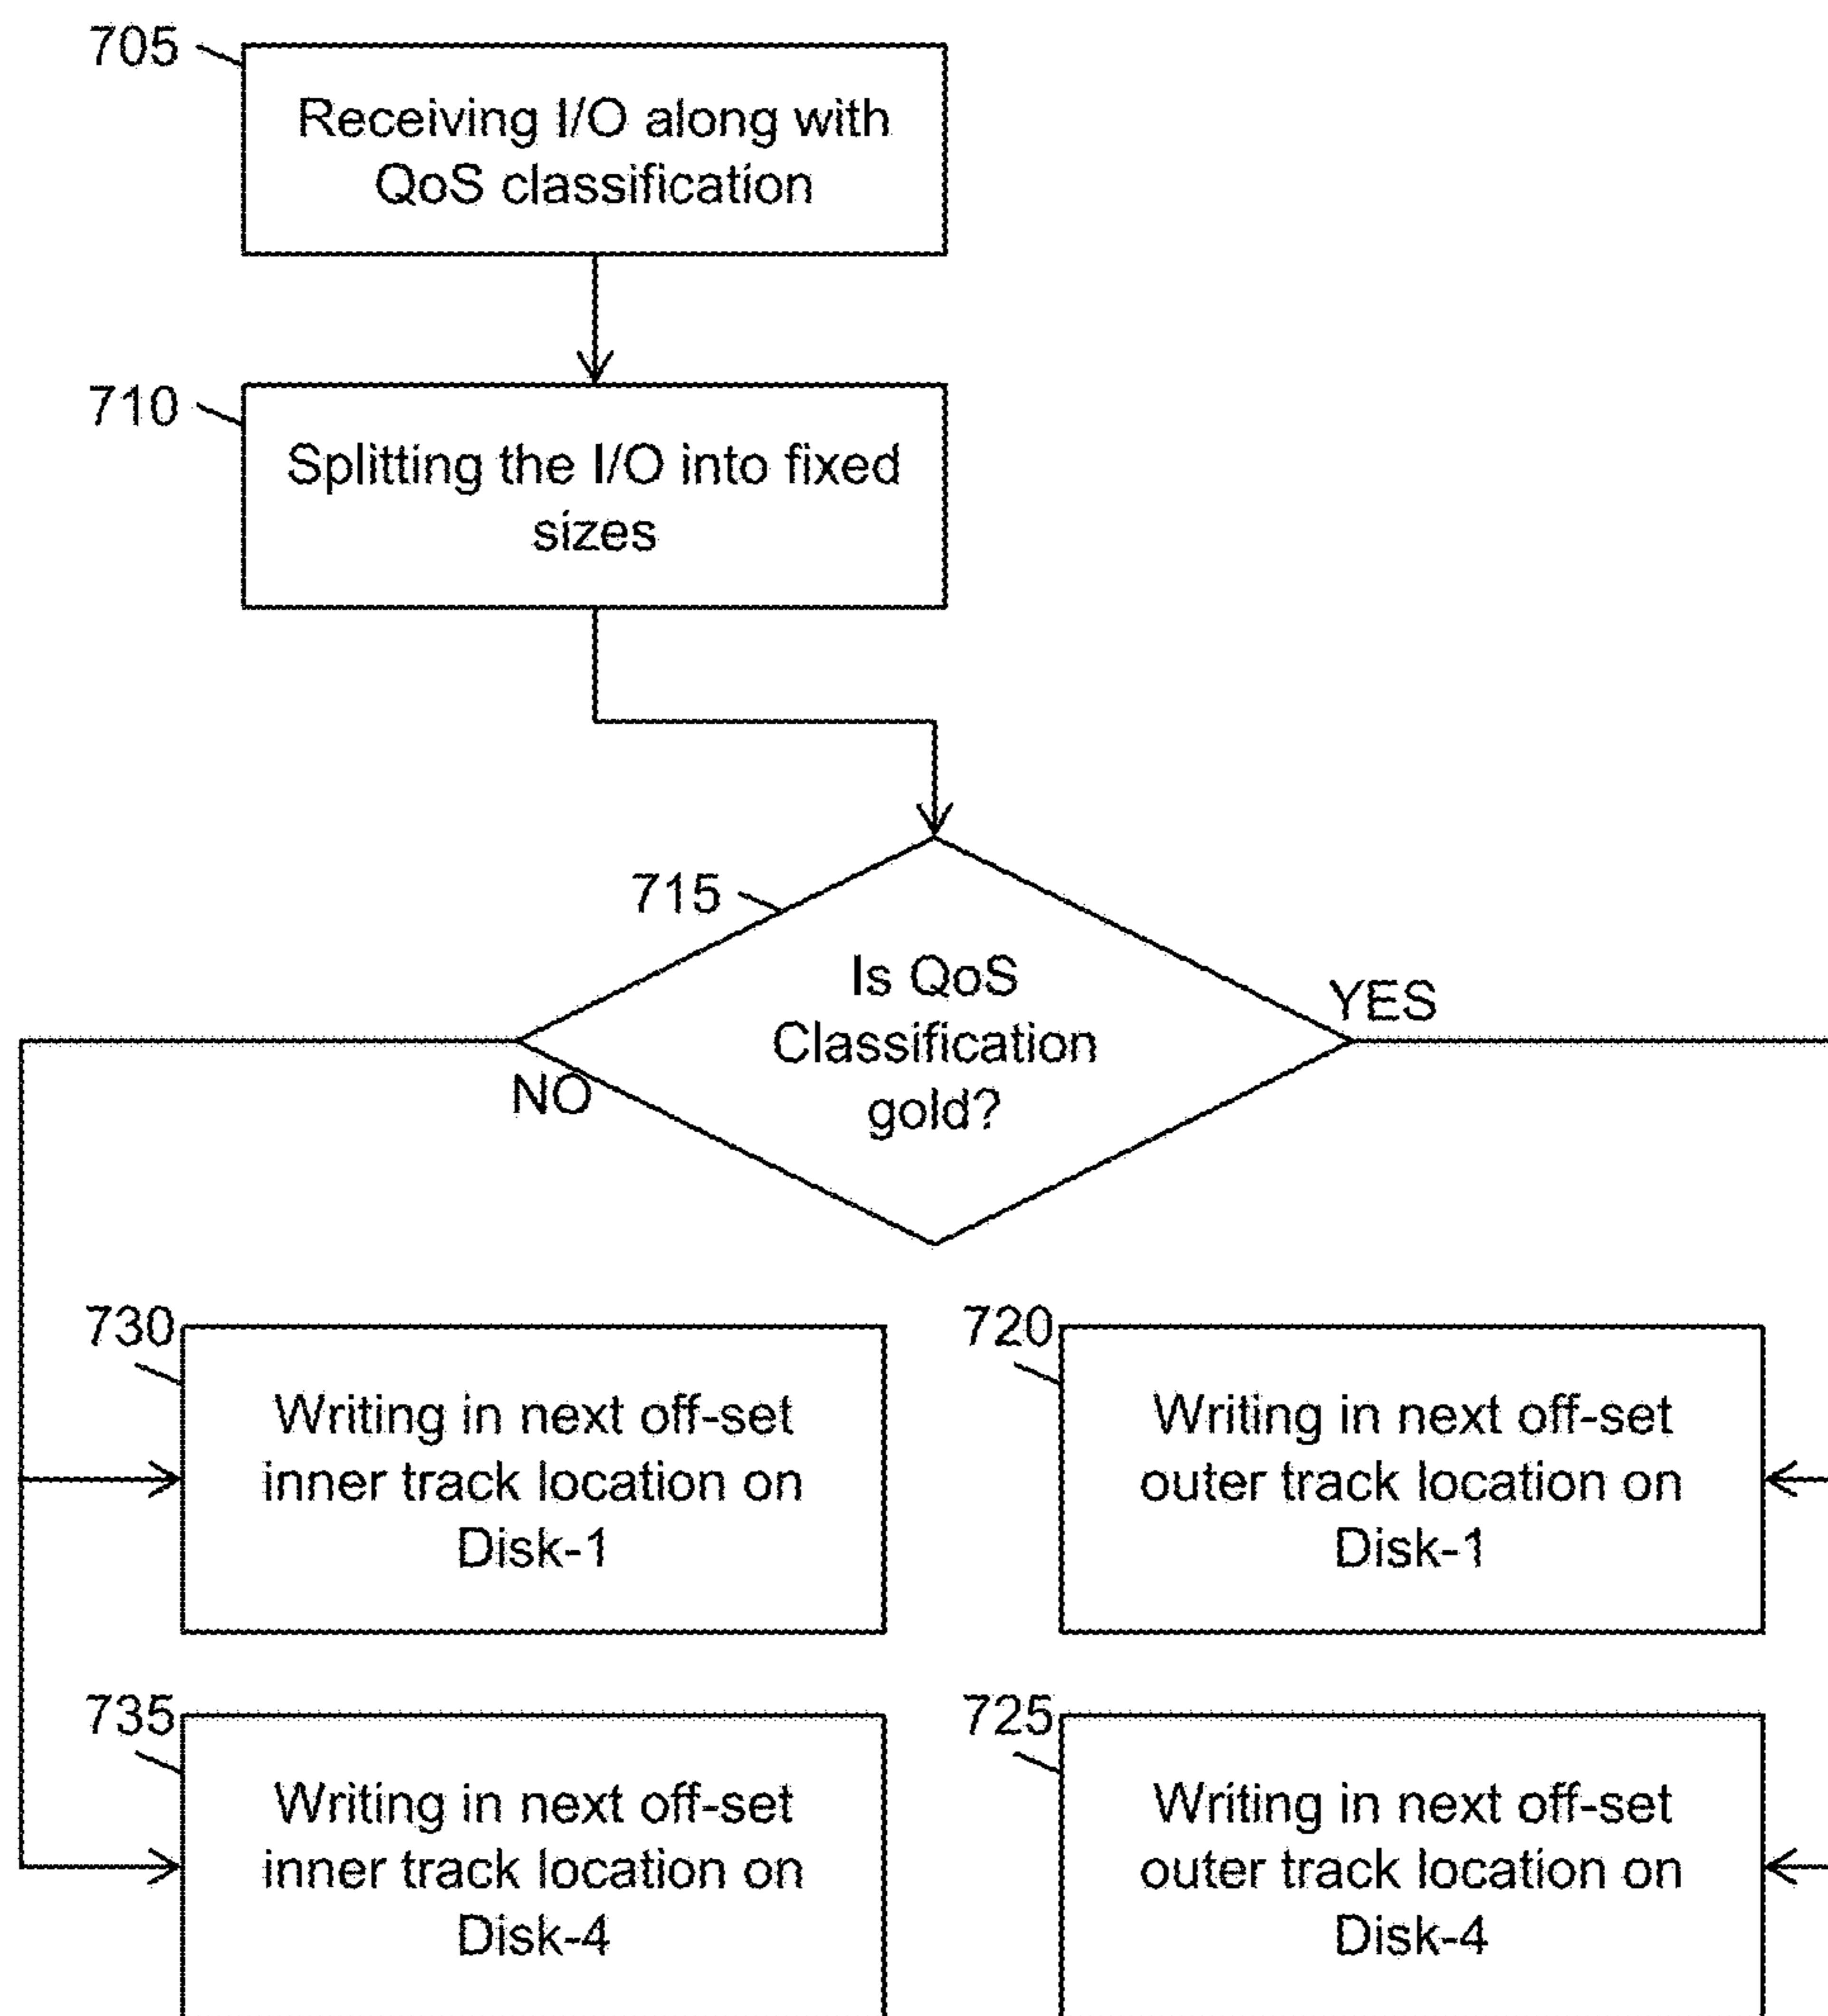 705
Receiving I/O along with
QoS classification
710
Splitting the I/O into fixed
sizes
715
Is QoS
Classification
gold?
YES
NO
730
Writing in next off-set
inner track location on
Disk-1
720
Writing in next off-set
outer track location on
Disk-1
735
Writing in next off-set
inner track location on
Disk-4
725
Writing in next off-set
outer track location on
Disk-4